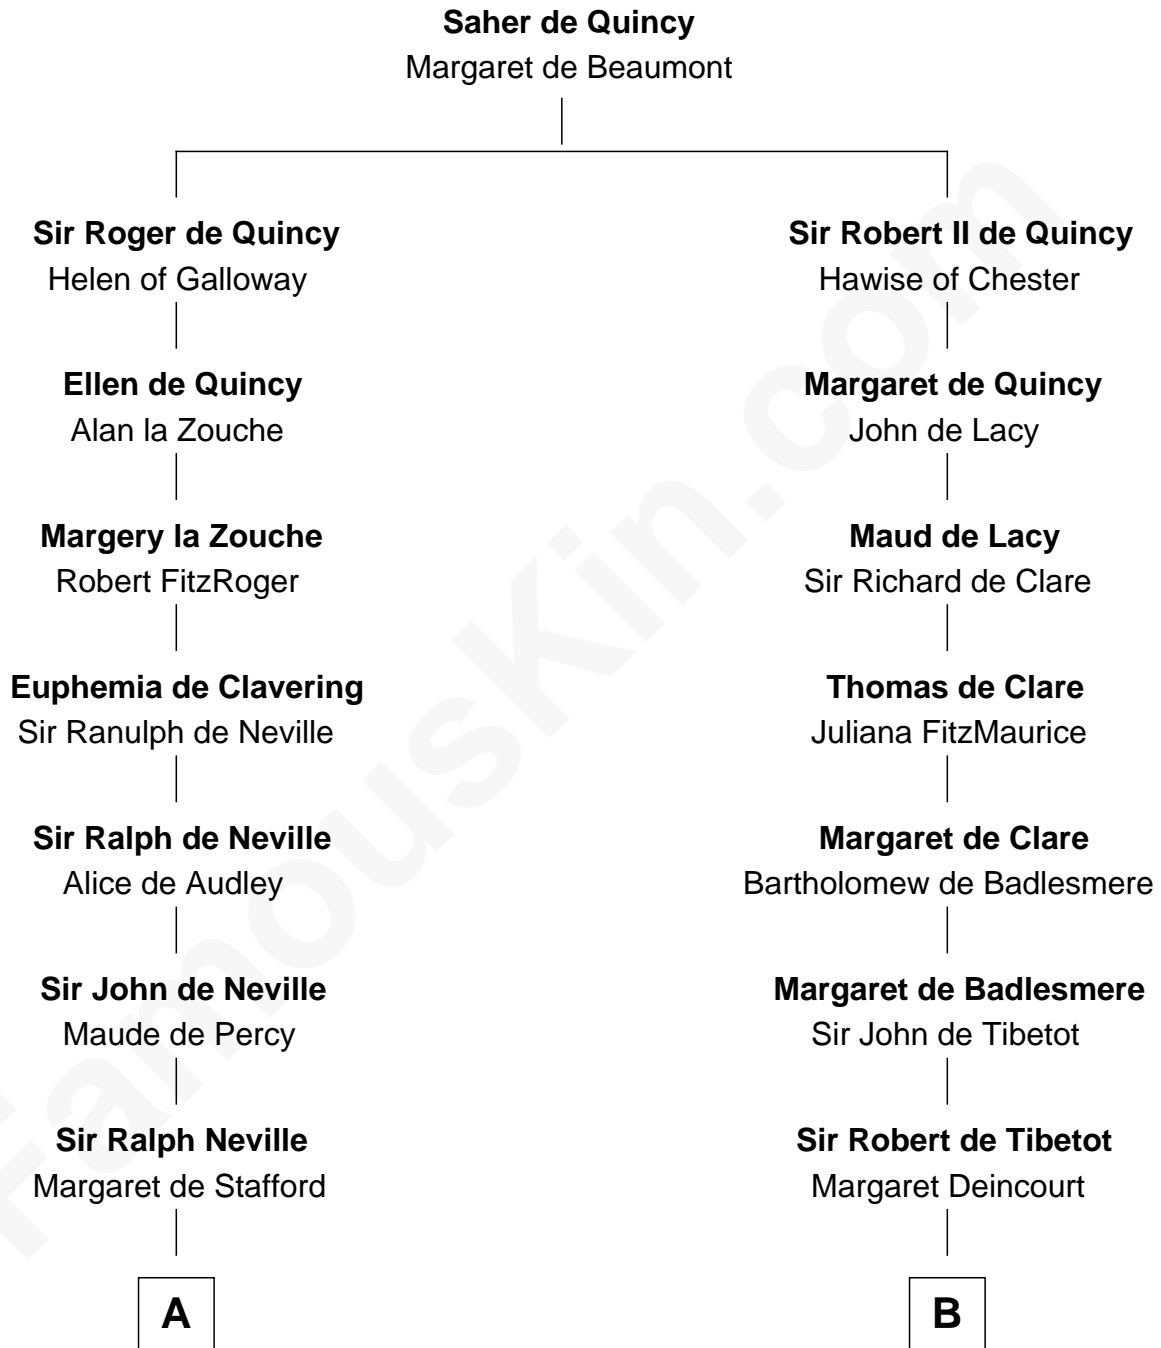 Saher de Quincy
Margaret de Beaumont
Sir Roger de Quincy
Helen of Galloway
Sir Robert II de Quincy
Hawise of Chester
Ellen de Quincy
Alan la Zouche
Margaret de Quincy
John de Lacy
Margery la Zouche
Robert FitzRoger
Maud de Lacy
Sir Richard de Clare
Euphemia de Clavering
Sir Ranulph de Neville
Thomas de Clare
Juliana FitzMaurice
Sir Ralph de Neville
Alice de Audley
Margaret de Clare
Bartholomew de Badlesmere
Sir John de Neville
Maude de Percy
Margaret de Badlesmere
Sir John de Tibetot
Sir Ralph Neville
Margaret de Stafford
Sir Robert de Tibetot
Margaret Deincourt
A
B
FamousKin.com